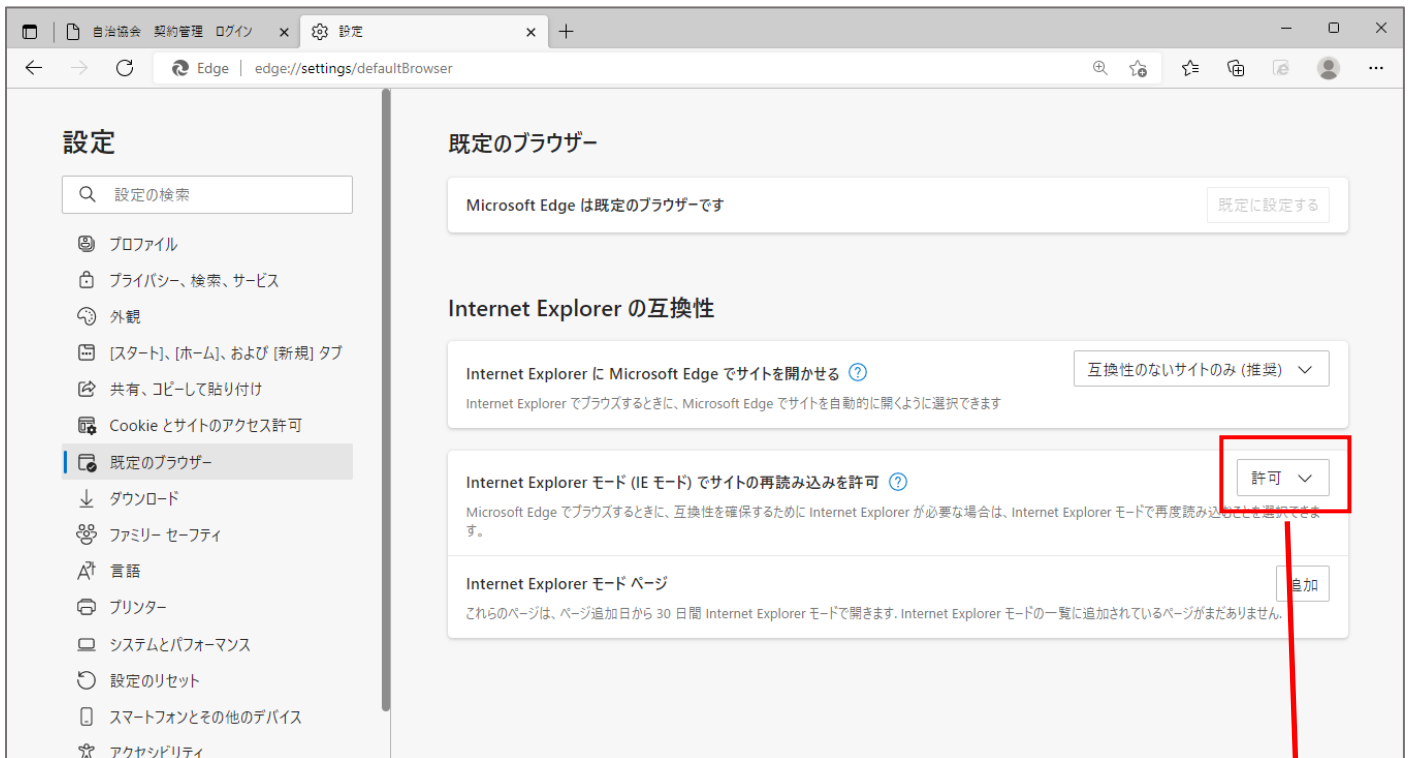 自治協会 契約管理 ログイン
設定
Edge | edge://settings/defaultBrowser
設定
設定の検索
プロファイル
プライバシー、検索、サービス
外観
[スタート]、[ホーム]、および [新規] タブ
共有、コピーして貼り付け
Cookie とサイトのアクセス許可
既定のブラウザー
ダウンロード
ファミリー セーフティ
言語
プリンター
システムとパフォーマンス
設定のリセット
スマートフォンとその他のデバイス
アクセシビリティ
既定のブラウザー
Microsoft Edge は既定のブラウザーです
既定に設定する
Internet Explorer の互換性
Internet Explorer に Microsoft Edge でサイトを開かせる
互換性のないサイトのみ (推奨)
Internet Explorer でブラウズするときに、Microsoft Edge でサイトを自動的に開くように選択できます
Internet Explorer モード (IE モード) でサイトの再読み込みを許可
許可
Microsoft Edge でブラウズするときに、互換性を確保するために Internet Explorer が必要な場合は、Internet Explorer モードで再度読み込むことを選択できま
す。
Internet Explorer モード ページ
追加
これらのページは、ページ追加日から 30 日間 Internet Explorer モードで開きます. Internet Explorer モードの一覧に追加されているページがまだありません.